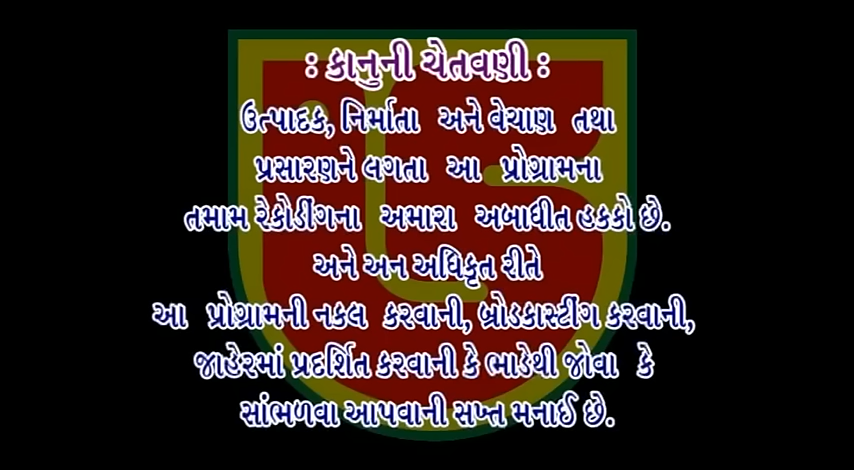 : કાનુની ચેતવણી :
ઉત્પાદક, નિર્માતા અને વેચાણ તથા
પ્રસારણને લગતા આ પ્રોગ્રામના
તમામ રેકોર્ડીંગના અમારા અબાધીત હકકો છે.
અને અન અધિકૃત રીતે
આ પ્રોગ્રામની નકલ કરવાની, બ્રોડકાસ્ટીંગ કરવાની,
જાહેરમાં પ્રદર્શિત કરવાની કે ભાડેથી જોવા કે
સાંભળવા આપવાની સખ્ત મનાઈ છે.